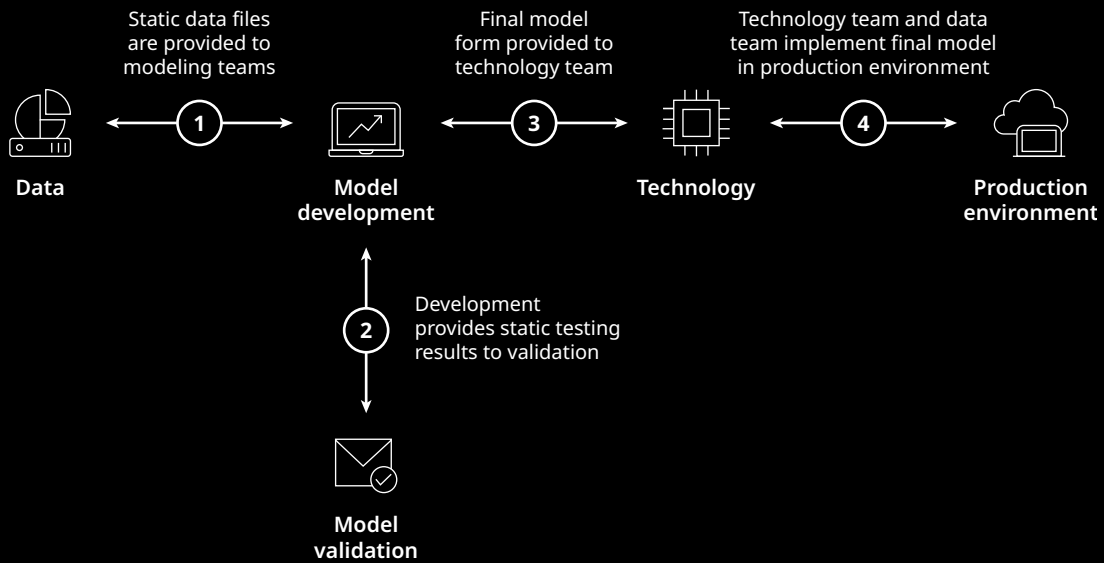 Static data files
are provided to
modeling teams
Final model
form provided to
technology team
Technology team and data
team implement final model
in production environment
1
3
4
Data
Model
development
Technology
Production
environment
2
Development
provides static testing
results to validation
Model
validation